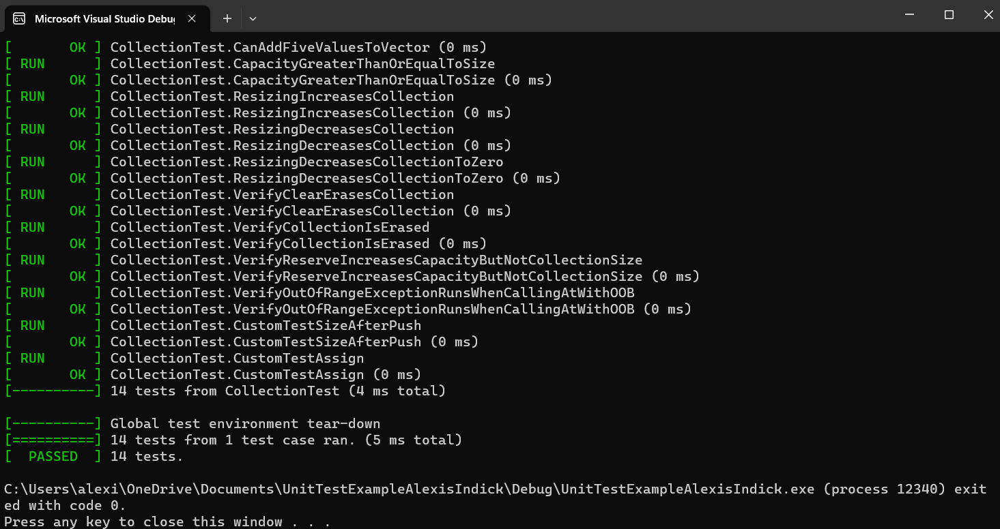 Microsoft Visual Studio Debug
[       OK ] CollectionTest.CanAddFiveValuesToVector (0 ms)
[ RUN      ] CollectionTest.CapacityGreaterThanOrEqualToSize
[       OK ] CollectionTest.CapacityGreaterThanOrEqualToSize (0 ms)
[ RUN      ] CollectionTest.ResizingIncreasesCollection
[       OK ] CollectionTest.ResizingIncreasesCollection (0 ms)
[ RUN      ] CollectionTest.ResizingDecreasesCollection
[       OK ] CollectionTest.ResizingDecreasesCollection (0 ms)
[ RUN      ] CollectionTest.ResizingDecreasesCollectionToZero
[       OK ] CollectionTest.ResizingDecreasesCollectionToZero (0 ms)
[ RUN      ] CollectionTest.VerifyClearErasesCollection
[       OK ] CollectionTest.VerifyClearErasesCollection (0 ms)
[ RUN      ] CollectionTest.VerifyCollectionIsErased
[       OK ] CollectionTest.VerifyCollectionIsErased (0 ms)
[ RUN      ] CollectionTest.VerifyReserveIncreasesCapacityButNotCollectionSize
[       OK ] CollectionTest.VerifyReserveIncreasesCapacityButNotCollectionSize (0 ms)
[ RUN      ] CollectionTest.VerifyOutOfRangeExceptionRunsWhenCallingAtWithOOB
[       OK ] CollectionTest.VerifyOutOfRangeExceptionRunsWhenCallingAtWithOOB (0 ms)
[ RUN      ] CollectionTest.CustomTestSizeAfterPush
[       OK ] CollectionTest.CustomTestSizeAfterPush (0 ms)
[ RUN      ] CollectionTest.CustomTestAssign
[       OK ] CollectionTest.CustomTestAssign (0 ms)
[----------] 14 tests from CollectionTest (4 ms total)
[----------] Global test environment tear-down
[==========] 14 tests from 1 test case ran. (5 ms total)
[  PASSED  ] 14 tests.
C:\Users\alexi\OneDrive\Documents\UnitTestExampleAlexisIndick\Debug\UnitTestExampleAlexisIndick.exe (process 12340) exit
ed with code 0.
Press any key to close this window . . .